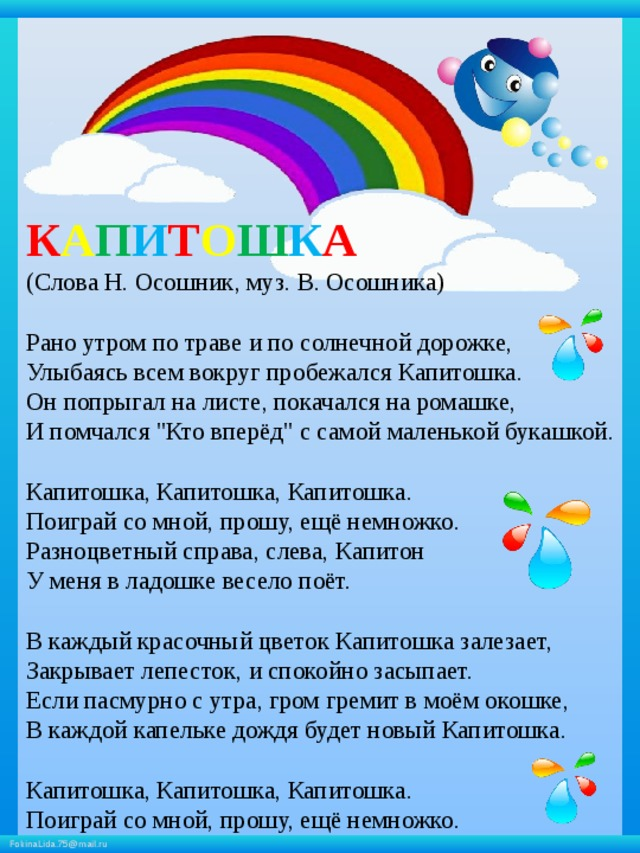 КАПИТОШКА
(Слова Н. Осошник, муз. В. Осошника)
Рано утром по траве и по солнечной дорожке,
Улыбаясь всем вокруг пробежался Капитошка.
Он попрыгал на листе, покачался на ромашке,
И помчался "Кто вперёд" с самой маленькой букашкой.
Капитошка, Капитошка, Капитошка.
Поиграй со мной, прошу, ещё немножко.
Разноцветный справа, слева, Капитон
У меня в ладошке весело поёт.
В каждый красочный цветок Капитошка залезает,
Закрывает лепесток, и спокойно засыпает.
Если пасмурно с утра, гром гремит в моём окошке,
В каждой капельке дождя будет новый Капитошка.
Капитошка, Капитошка, Капитошка.
Поиграй со мной, прошу, ещё немножко.
FokinaLida.75@mail.ru